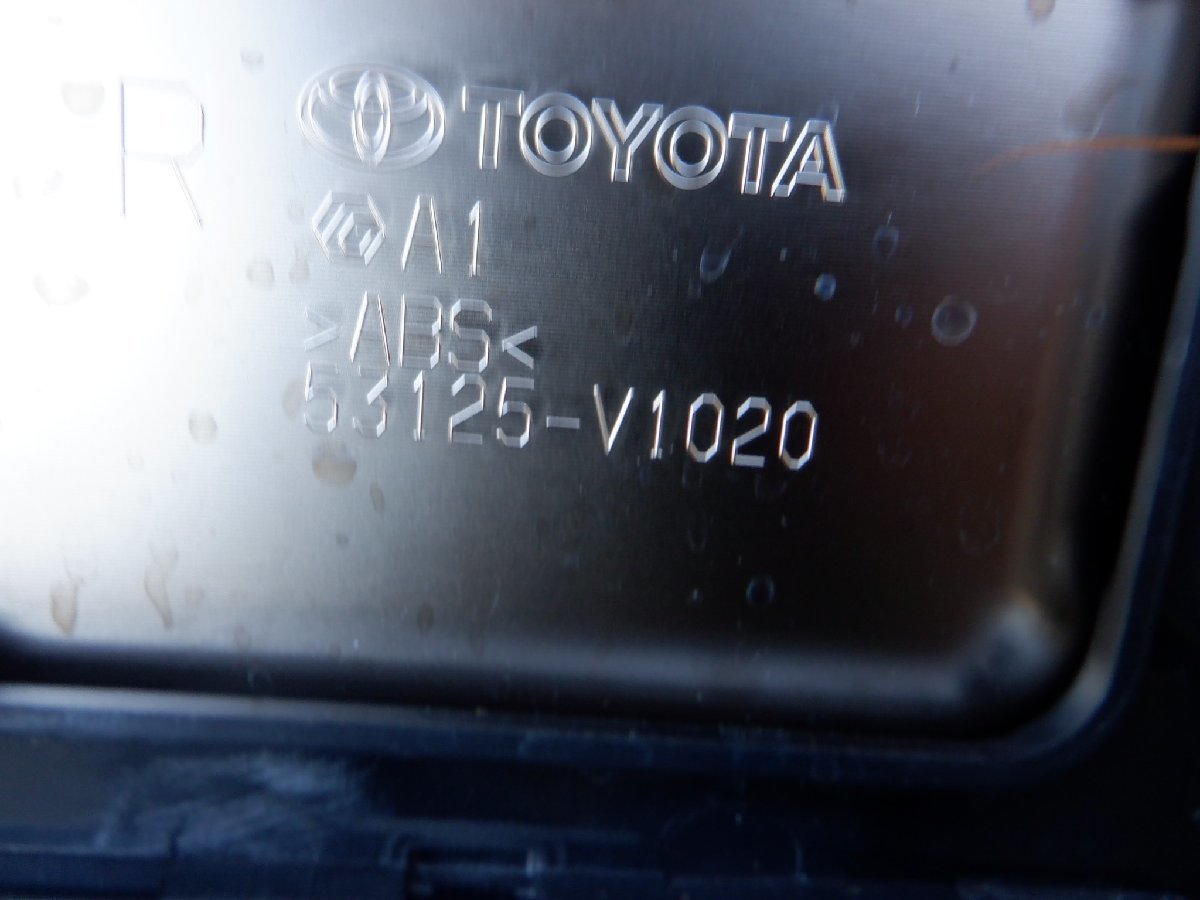 R TOYOTA
A1
>ABS<
53125-V1020